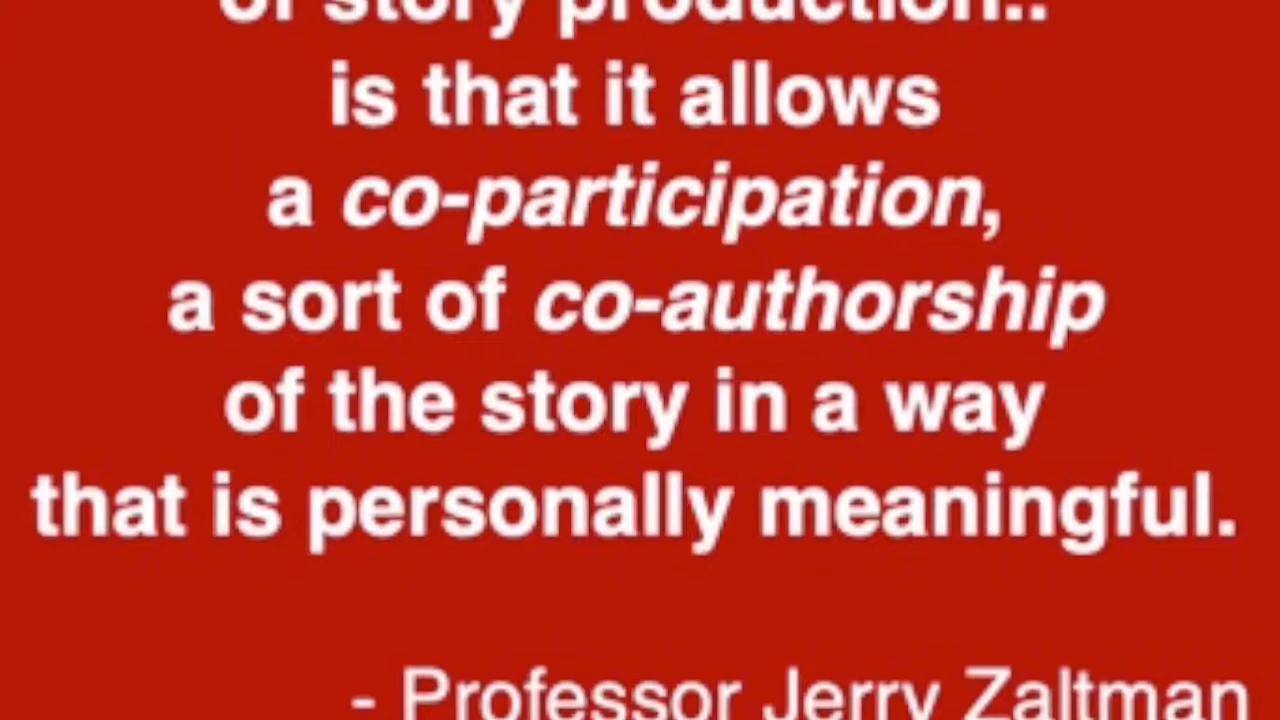 of story production..
is that it allows
a co-participation,
a sort of co-authorship
of the story in a way
that is personally meaningful.
- Professor Jerry Zaltman